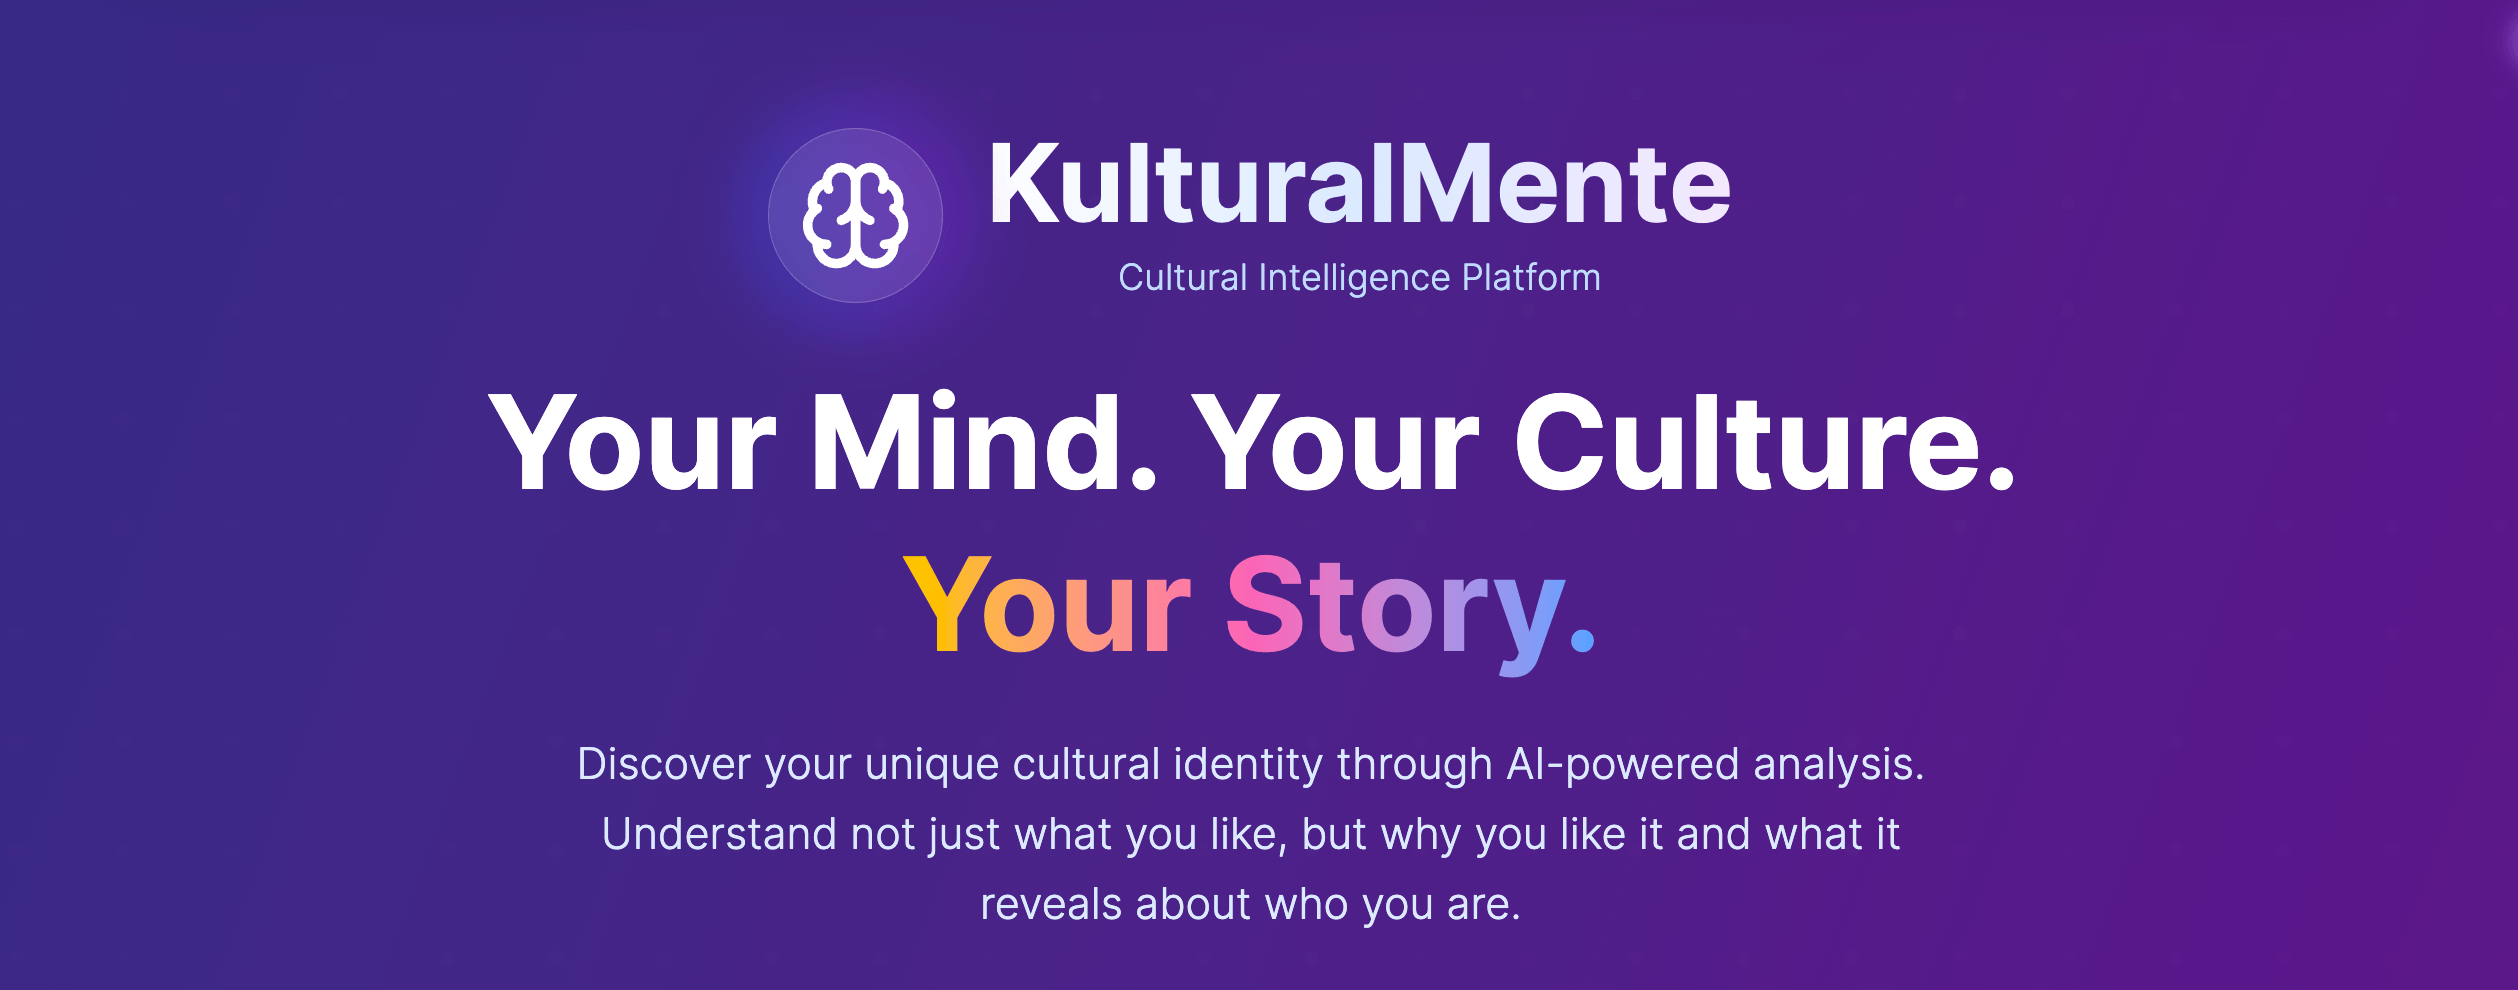 KulturalMente
Cultural Intelligence Platform
Your Mind. Your Culture.
Your Story.
Discover your unique cultural identity through AI-powered analysis.
Understand not just what you like, but why you like it and what it
reveals about who you are.